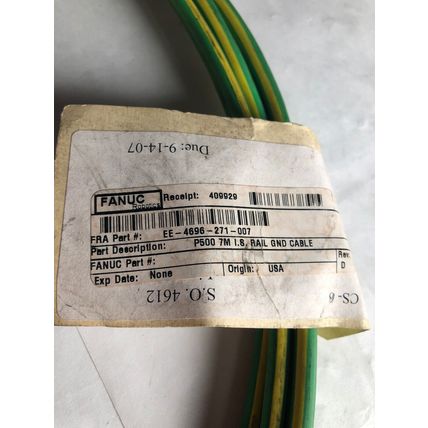 Due: 9-14-07
FANUC
Robotics
Receipt: 409929
FRA Part #: EE-4696-271-007
Part Description: P500 7M I.S. RAIL GND CABLE
FANUC Part #:
Rev:
D
Exp Date: None
Origin: USA
S.O. 4612
CS-6